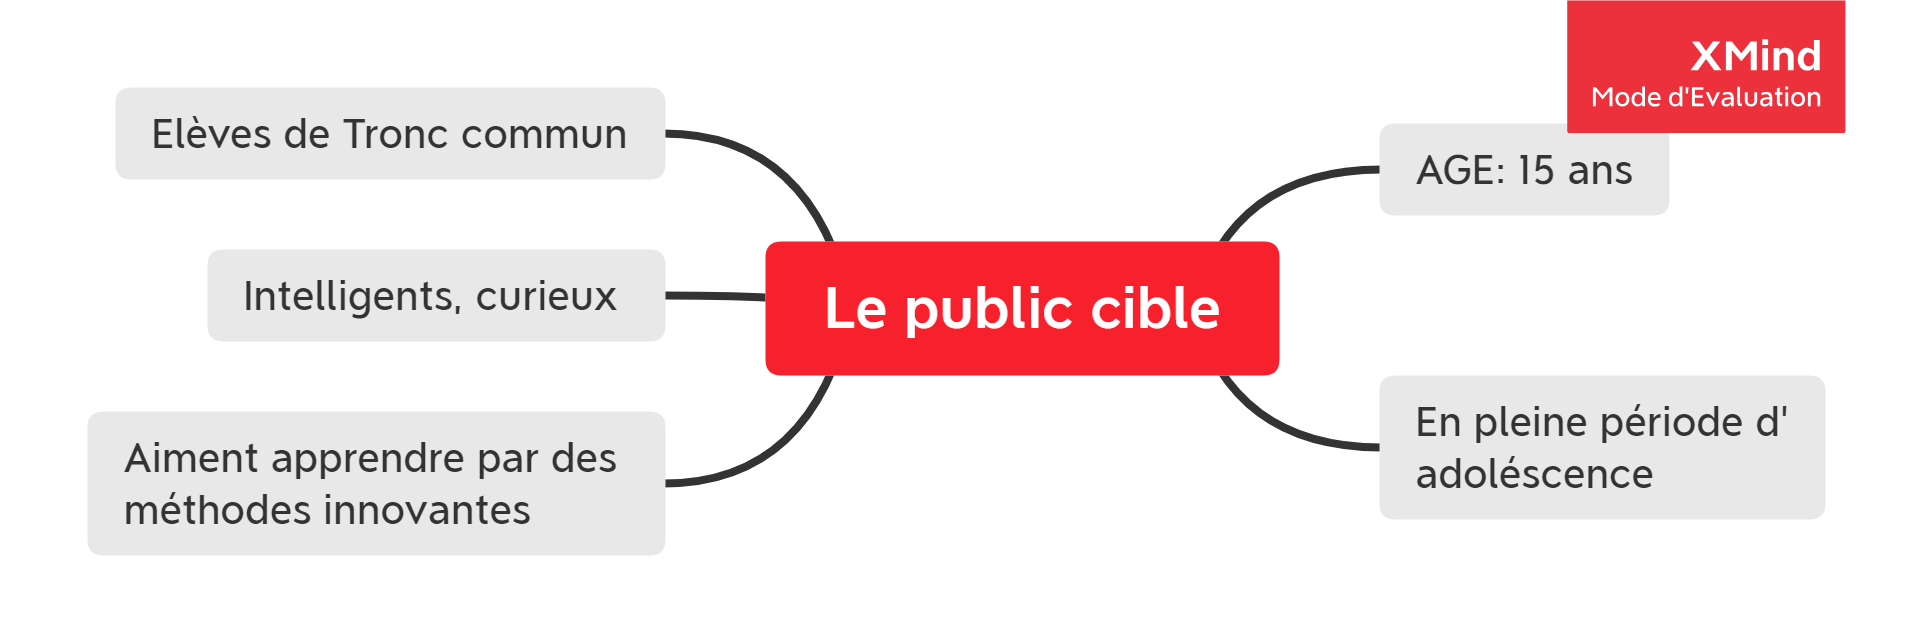 XMind
Mode d'Evaluation
Elèves de Tronc commun
AGE: 15 ans
Intelligents, curieux
Le public cible
Aiment apprendre par des
méthodes innovantes
En pleine période d'
adoléscence